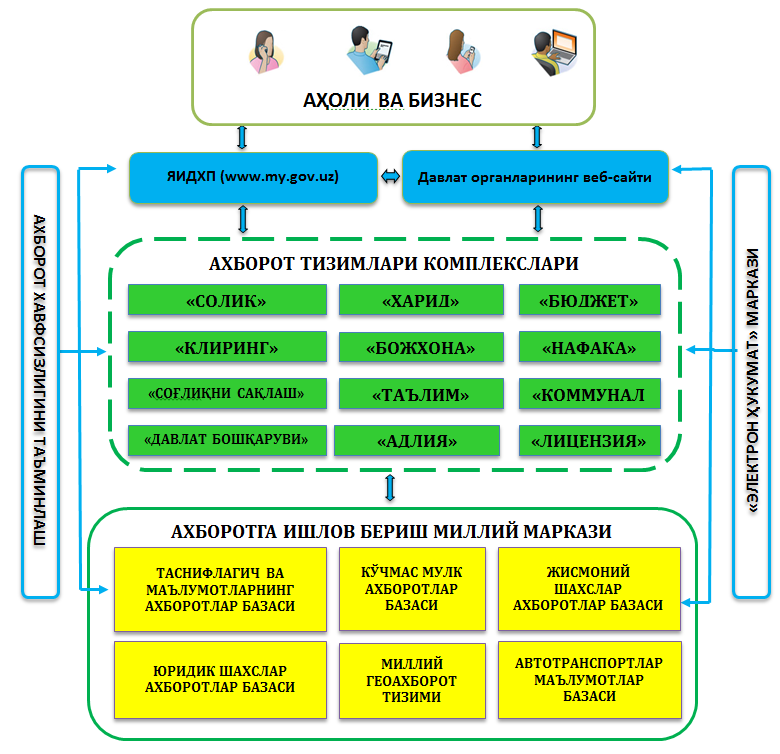 АҲОЛИ ВА БИЗНЕС
ЯИДХП (www.my.gov.uz)
Давлат органларининг веб-сайти
АХБОРОТ ХАВФСИЗЛИГИНИ ТАЪМИНЛАШ
«ЭЛЕКТРОН ҲУКУМАТ» МАРКАЗИ
АХБОРОТ ТИЗИМЛАРИ КОМПЛЕКСЛАРИ
«СОЛИК»
«ХАРИД»
«БЮДЖЕТ»
«КЛИРИНГ»
«БОЖХОНА»
«НАФАКА»
«СОҒЛИҚНИ САҚЛАШ»
«ТАЪЛИМ»
«КОММУНАЛ
«ДАВЛАТ БОШҚАРУВИ»
«АДЛИЯ»
«ЛИЦЕНЗИЯ»
АХБОРОТГА ИШЛОВ БЕРИШ МИЛЛИЙ МАРКАЗИ
ТАСНИФЛАГИЧ ВА
МАЪЛУМОТЛАРНИНГ
АХБОРОТЛАР БАЗАСИ
КЎЧМАС МУЛК
АХБОРОТЛАР
БАЗАСИ
ЖИСМОНИЙ
ШАХСЛАР
АХБОРОТЛАР БАЗАСИ
ЮРИДИК ШАХСЛАР
АХБОРОТЛАР БАЗАСИ
МИЛЛИЙ
ГЕОАХБОРОТ
ТИЗИМИ
АВТОТРАНСПОРТЛАР
МАЪЛУМОТЛАР
БАЗАСИ